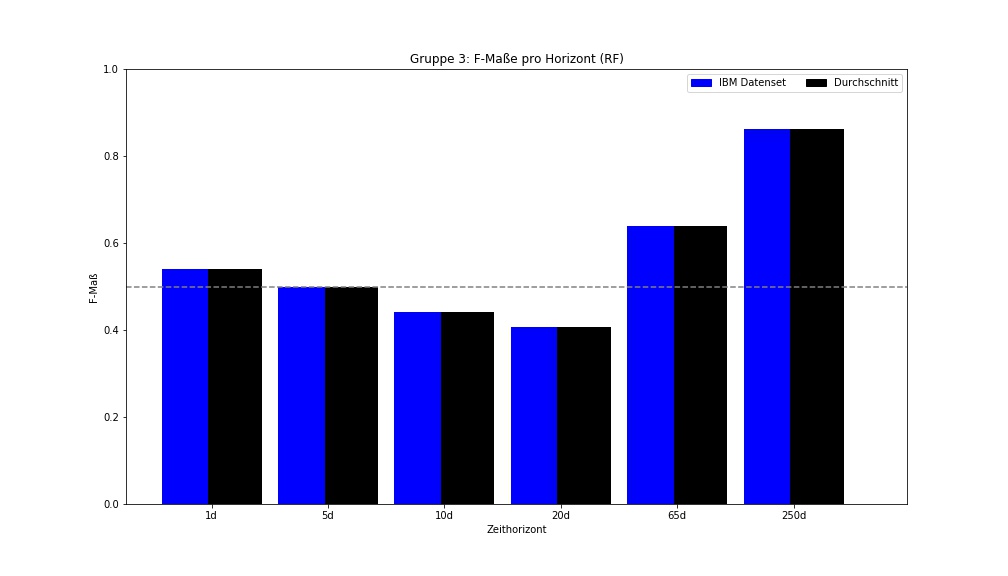 Gruppe 3: F-Maße pro Horizont (RF)
IBM Datenset Durchschnitt
1.0
0.8
0.6
0.4
0.2
0.0
F-Maß
1d 5d 10d 20d 65d 250d
Zeithorizont